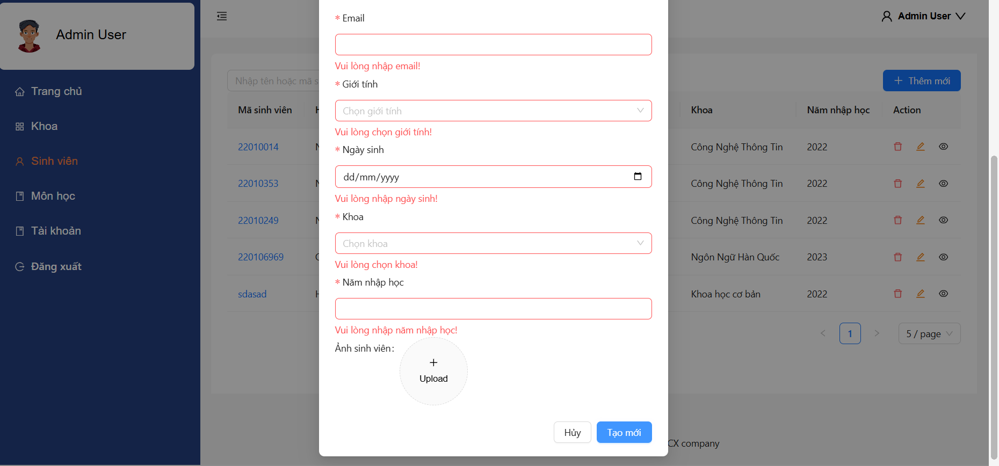 Admin User
Trang chủ
Khoa
Sinh viên
Môn học
Tài khoản
Đăng xuất
Admin User
Nhập tên hoặc mã s
Thêm mới
Mã sinh viên
Khoa
Năm nhập học
Action
22010014
Công Nghệ Thông Tin
2022
22010353
Công Nghệ Thông Tin
2022
22010249
Công Nghệ Thông Tin
2022
220106969
Ngôn Ngữ Hàn Quốc
2023
sdasad
Khoa học cơ bản
2022
1
5 / page
CX company
* Email
Vui lòng nhập email!
* Giới tính
Chọn giới tính
Vui lòng chọn giới tính!
* Ngày sinh
dd/mm/yyyy
Vui lòng nhập ngày sinh!
* Khoa
Chọn khoa
Vui lòng chọn khoa!
* Năm nhập học
Vui lòng nhập năm nhập học!
Ảnh sinh viên:
+
Upload
Hủy
Tạo mới